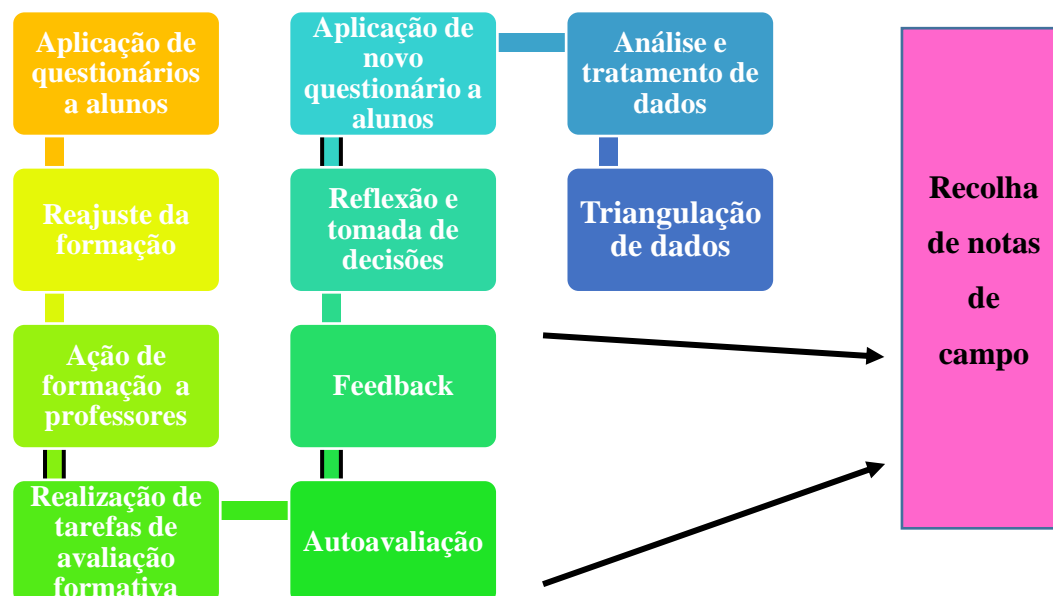 Aplicação de
questionários
a alunos
Reajuste da
formação
Ação de
formação a
professores
Realização de
tarefas de
avaliação
formativa
Autoavaliação
Feedback
Reflexão e
tomada de
decisões
Aplicação de
novo
questionário a
alunos
Análise e
tratamento de
dados
Triangulação
de dados
Recolha
de notas
de
campo